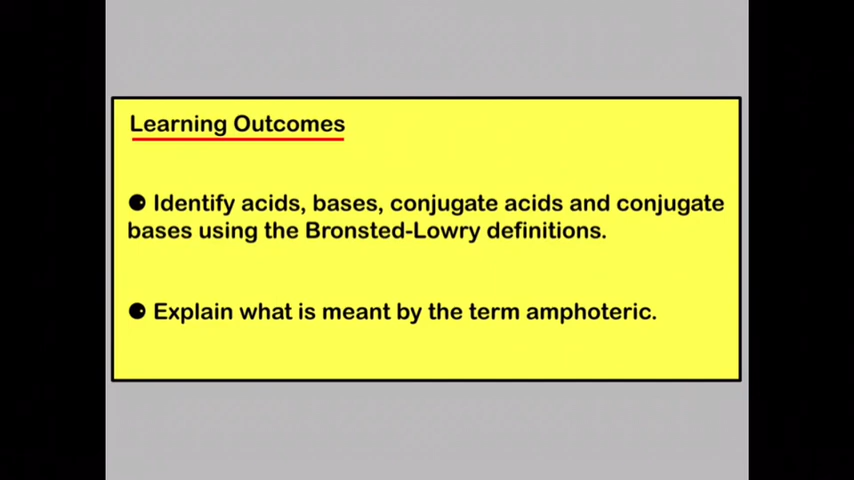 Learning Outcomes
● Identify acids, bases, conjugate acids and conjugate
bases using the Bronsted-Lowry definitions.
● Explain what is meant by the term amphoteric.